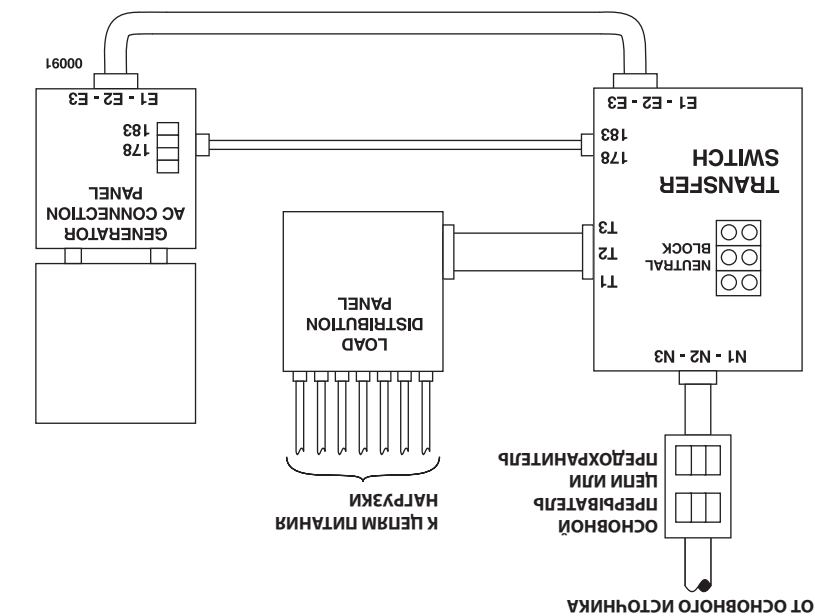 ОТ ОСНОВНОГО ИСТОЧНИКА
ОСНОВНОЙ
ПРЕРЫВАТЕЛЬ
ЦЕПИ ИЛИ
ПРЕДОХРАНИТЕЛЬ
К ЦЕПЯМ ПИТАНИЯ
НАГРУЗКИ
N1 - N2 - N3
NEUTRAL
BLOCK
T1
T2
T3
TRANSFER
SWITCH
178
183
E1 - E2 - E3
LOAD
DISTRIBUTION
PANEL
GENERATOR
AC CONNECTION
PANEL
178
183
E1 - E2 - E3
00091